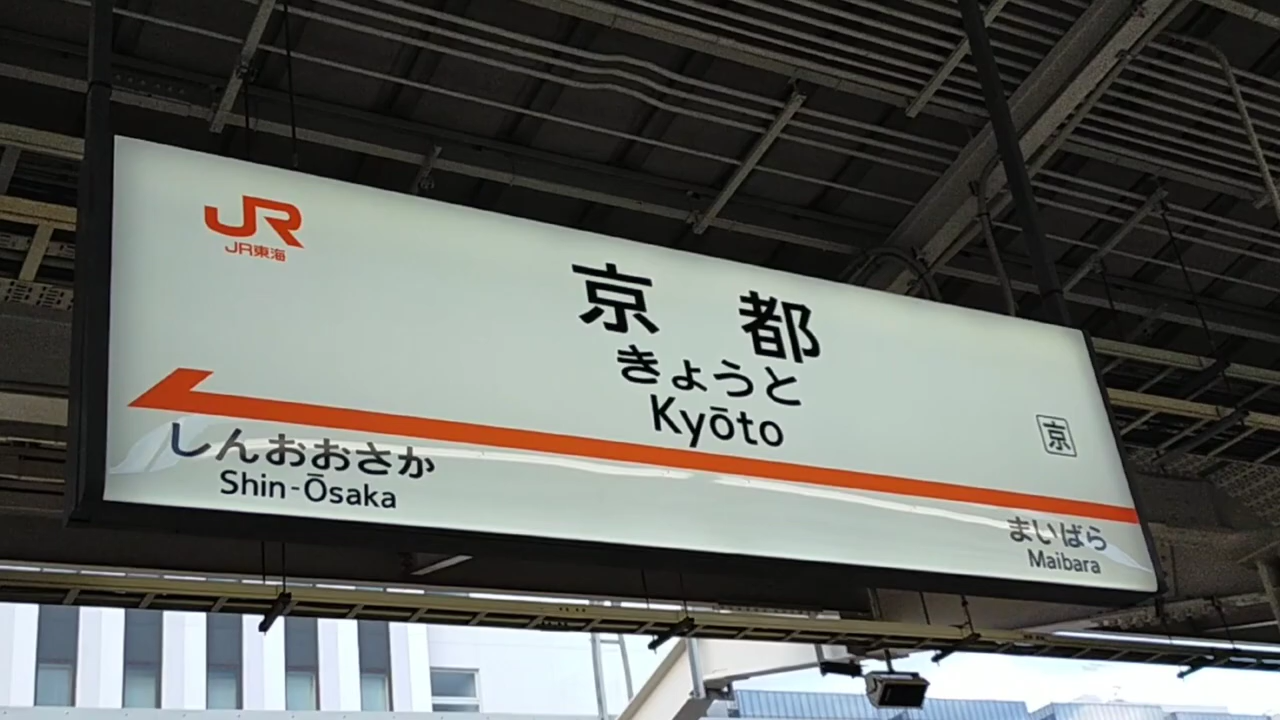 JR
JR東海
京都
きょうと
Kyōto
京
しんおおさか
Shin-Ōsaka
まいばら
Maibara